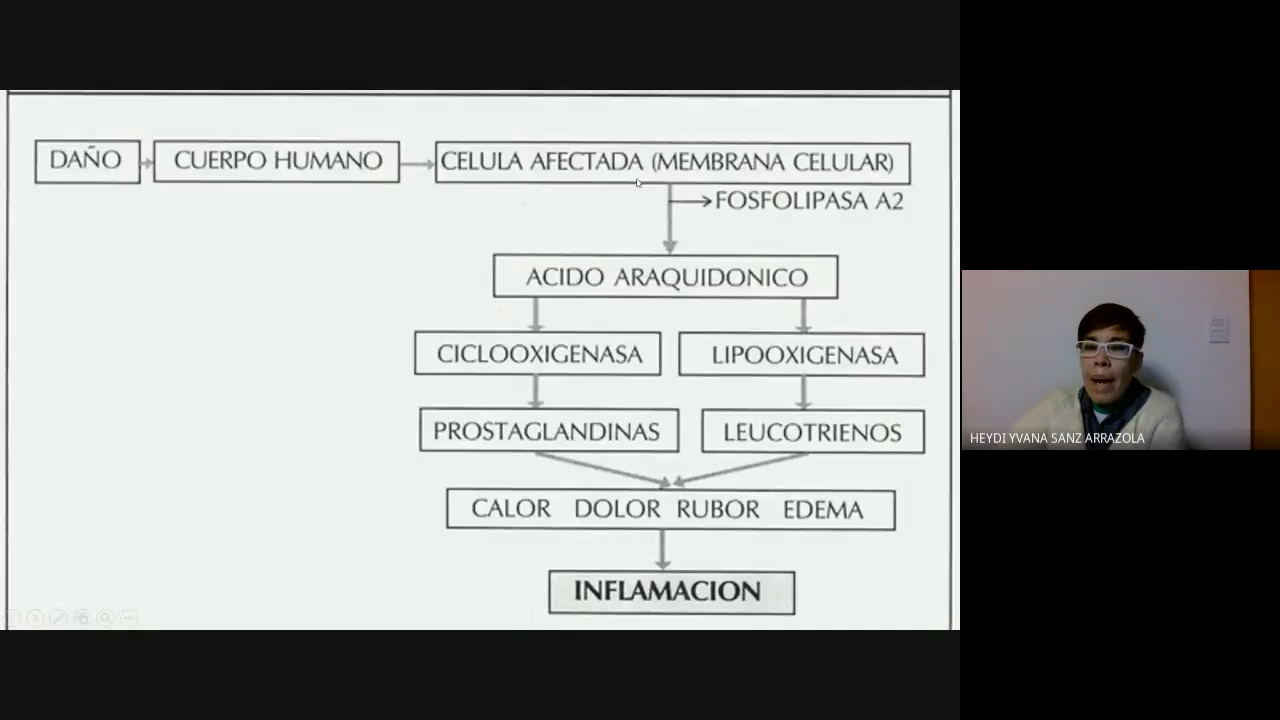 DAÑO
CUERPO HUMANO
CELULA AFECTADA (MEMBRANA CELULAR)
FOSFOLIPASA A2
ACIDO ARAQUIDONICO
CICLOOXIGENASA
LIPOOXIGENASA
PROSTAGLANDINAS
LEUCOTRIENOS
CALOR DOLOR RUBOR EDEMA
INFLAMACION
HEYDI YVANA SANZ ARRAZOLA